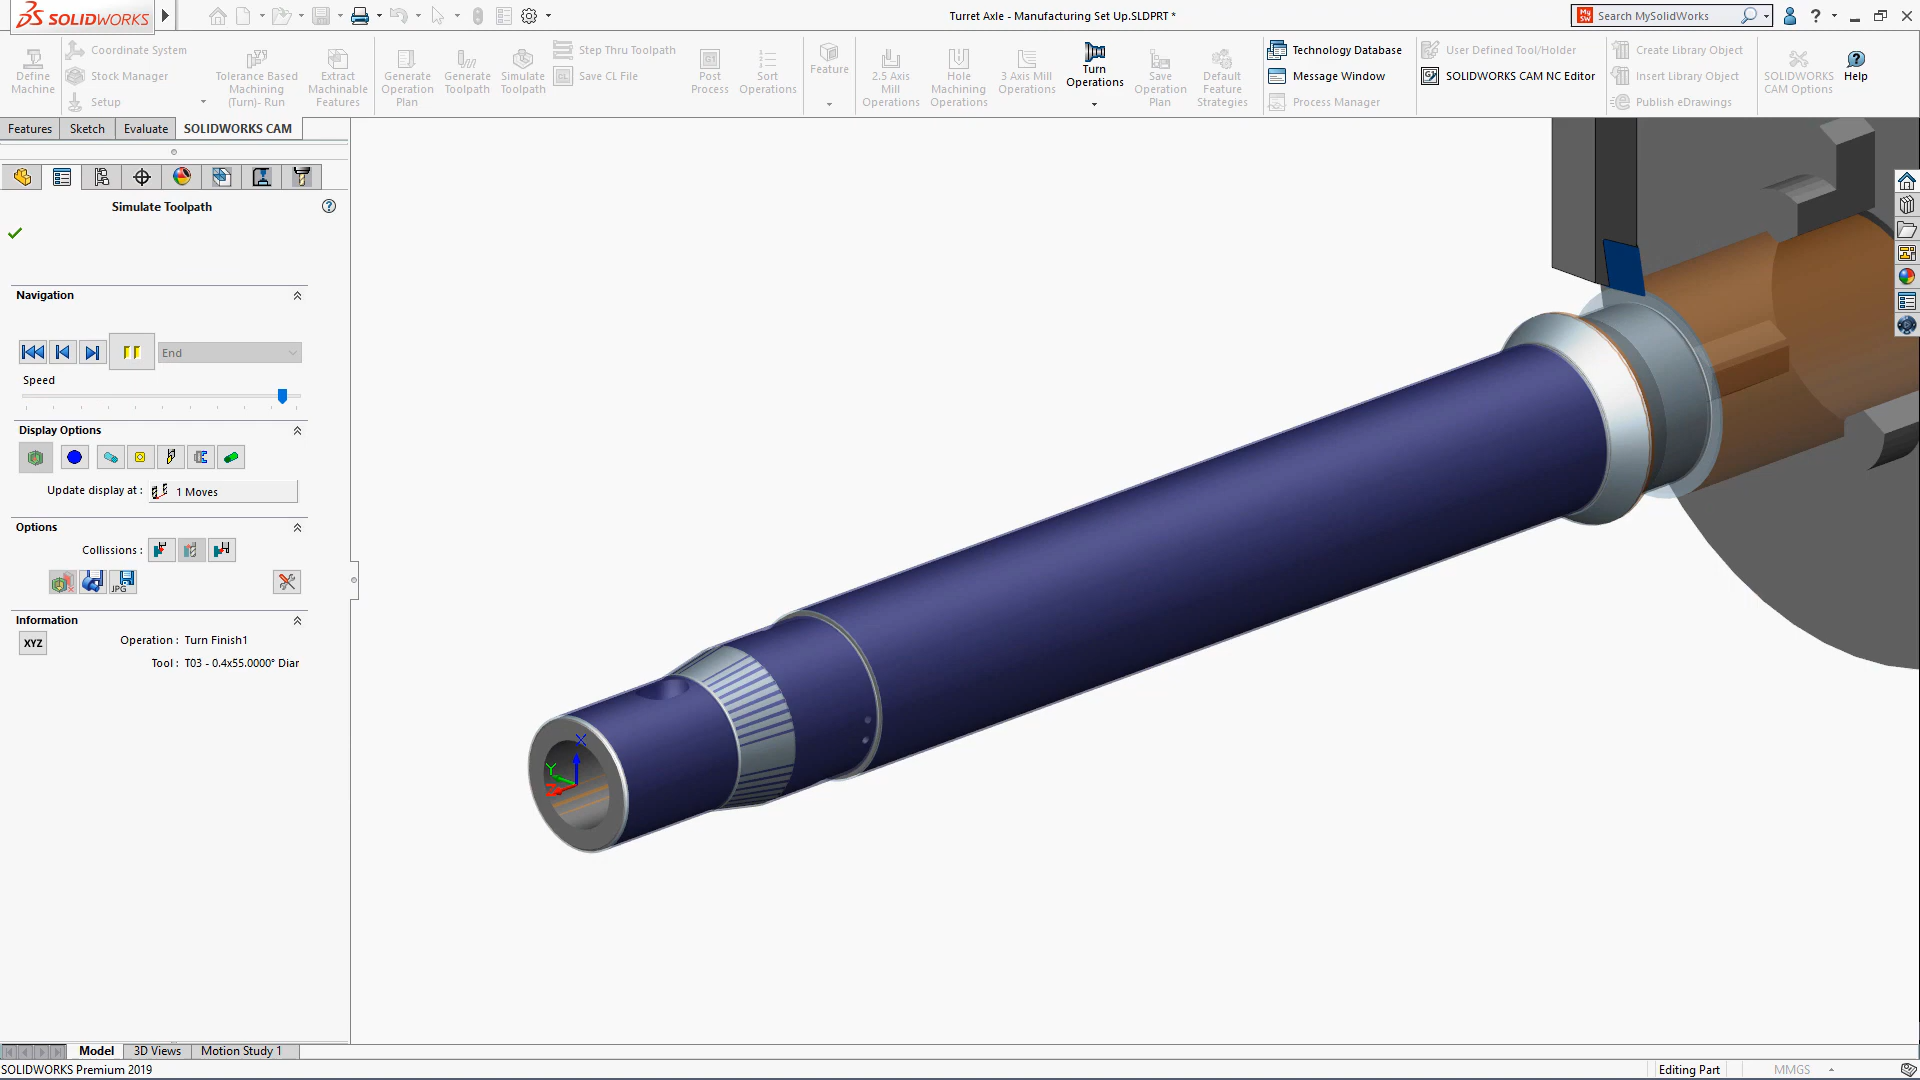 SOLIDWORKS
Turret Axle - Manufacturing Set Up.SLDPRT *
MySW
Search MySolidWorks
Define Machine
Coordinate System
Stock Manager
Setup
Tolerance Based Machining (Turn)- Run
Extract Machinable Features
Generate Operation Plan
Generate Toolpath
Simulate Toolpath
Step Thru Toolpath
Save CL File
Post Process
Sort Operations
Feature
2.5 Axis Mill Operations
Hole Machining Operations
3 Axis Mill Operations
Turn Operations
Save Operation Plan
Default Feature Strategies
Technology Database
Message Window
Process Manager
User Defined Tool/Holder
SOLIDWORKS CAM NC Editor
Create Library Object
Insert Library Object
Publish eDrawings
SOLIDWORKS CAM Options
Help
Features
Sketch
Evaluate
SOLIDWORKS CAM
Simulate Toolpath
Navigation
End
Speed
Display Options
Update display at :
1 Moves
Options
Collissions :
JPG
Information
XYZ
Operation : Turn Finish1
Tool : T03 - 0.4x55.0000° Diar
X
Y
Z
Model
3D Views
Motion Study 1
SOLIDWORKS Premium 2019
Editing Part
MMGS